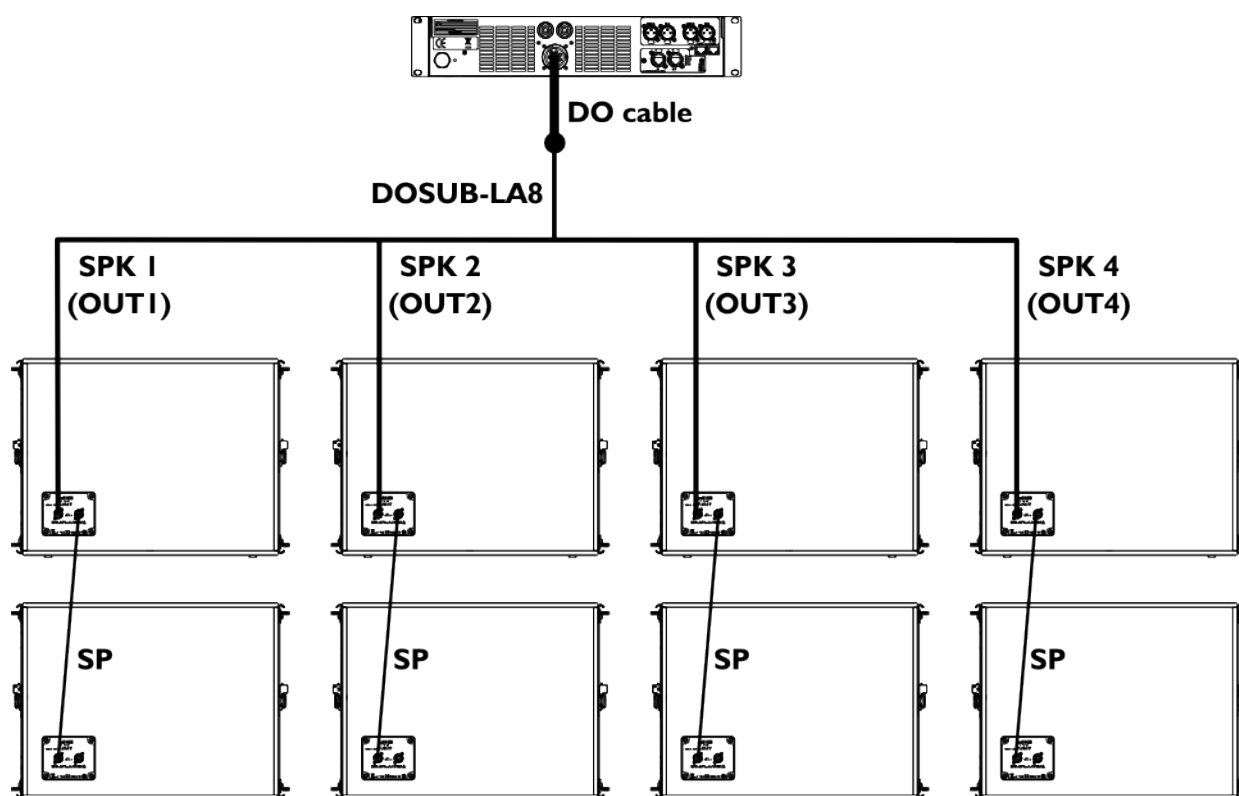 DO cable
DOSUB-LA8
SPK 1
(OUT1)
SPK 2
(OUT2)
SPK 3
(OUT3)
SPK 4
(OUT4)
SP
SP
SP
SP